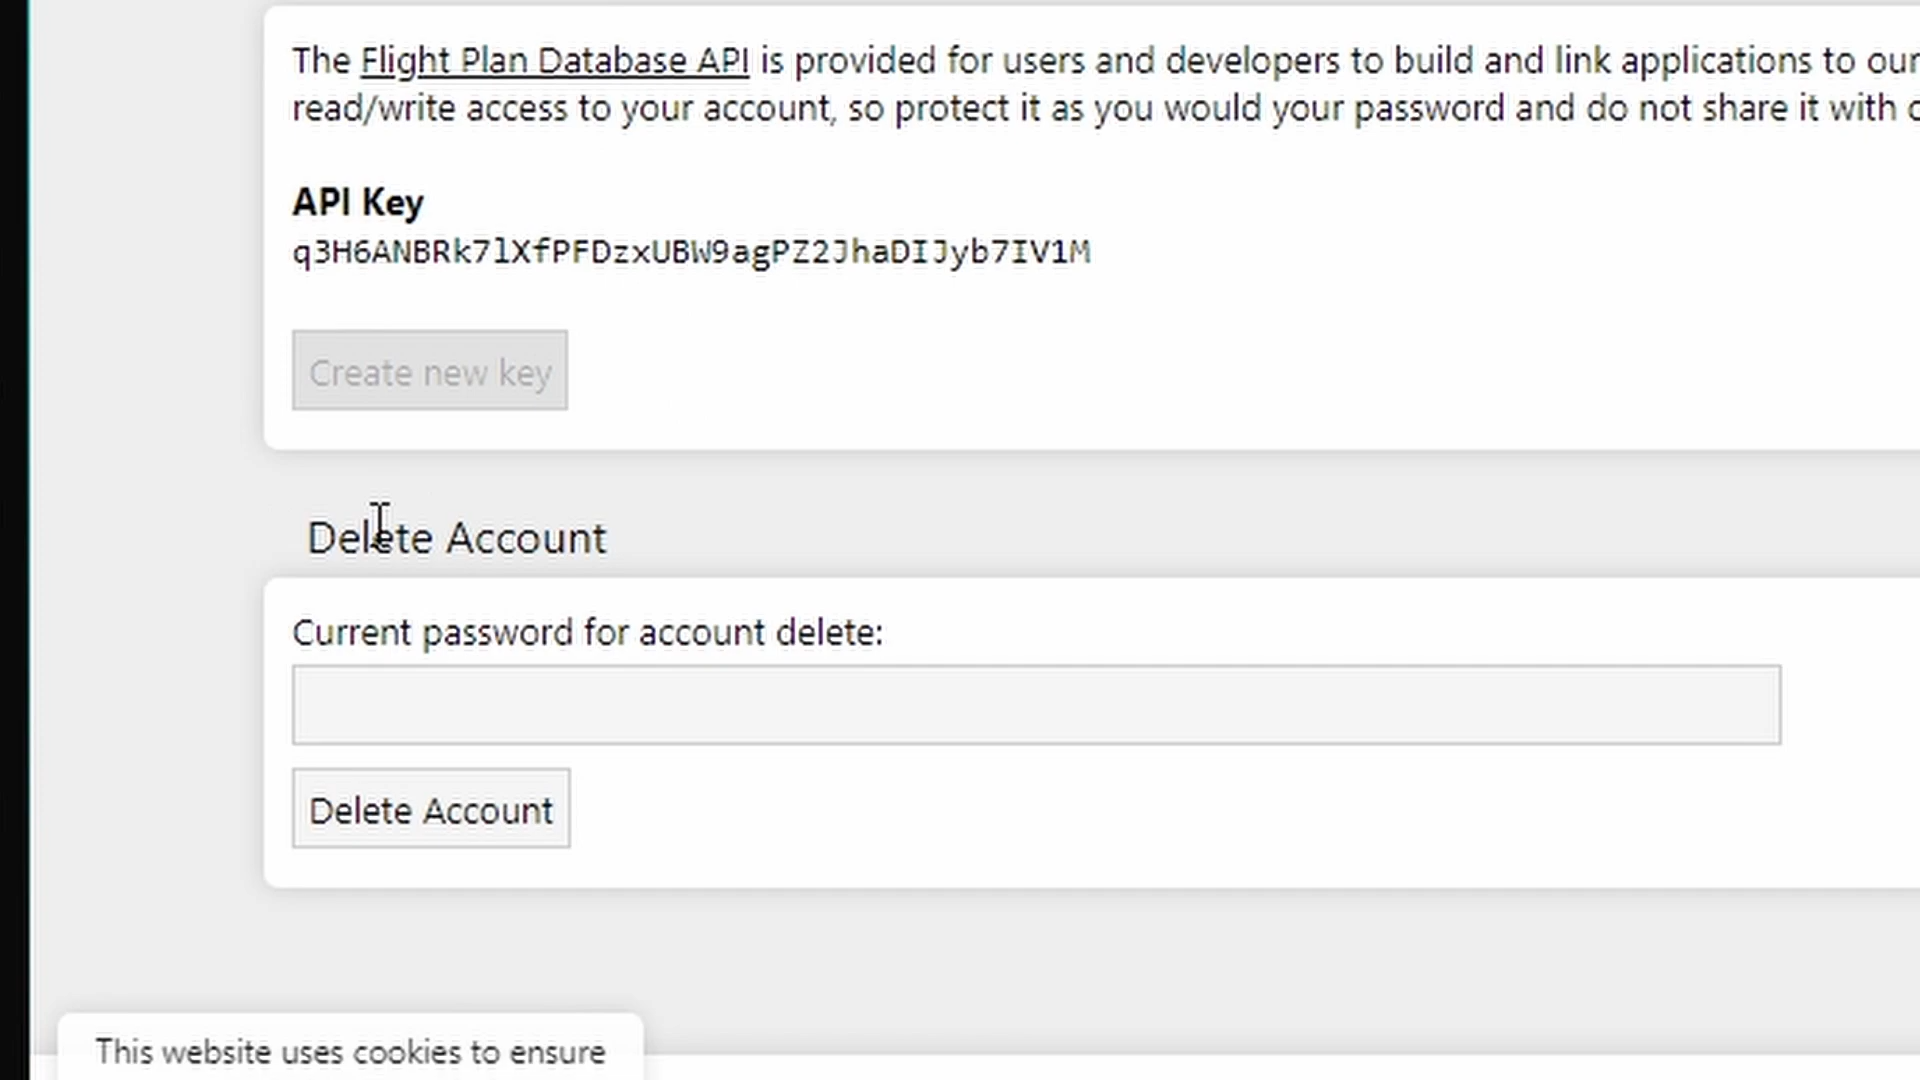 The Flight Plan Database API is provided for users and developers to build and link applications to our
read/write access to your account, so protect it as you would your password and do not share it with
API Key
q3H6ANBRk7lXfPFDzxUBW9agPZ2JhaDIJyb7IV1M
Create new key
Delete Account
Current password for account delete:
Delete Account
This website uses cookies to ensure